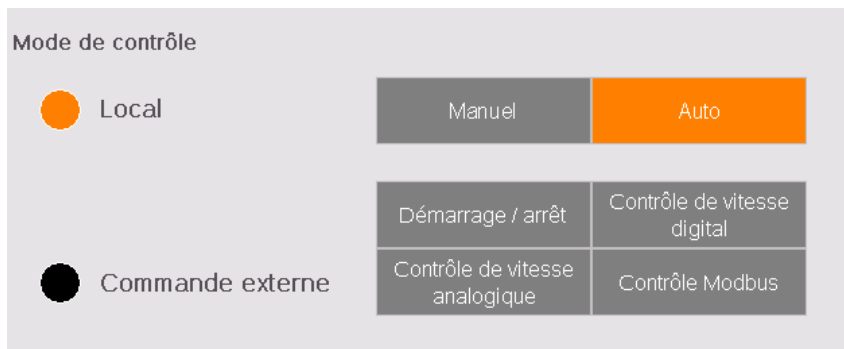 Mode de contrôle
Local
Manuel
Auto
Démarrage / arrêt
Contrôle de vitesse
digital
Commande externe
Contrôle de vitesse
analogique
Contrôle Modbus